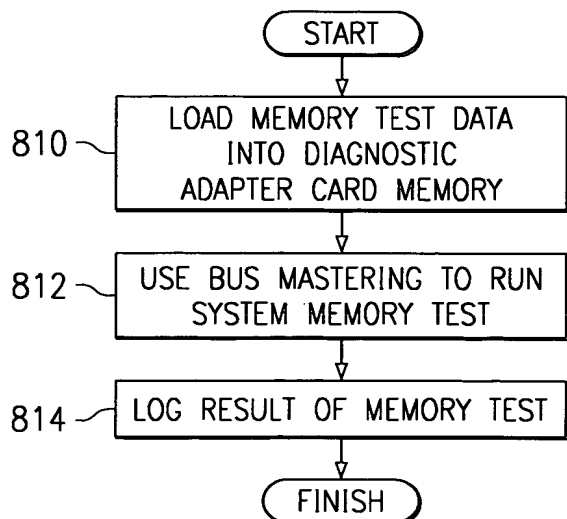 START
810
LOAD MEMORY TEST DATA
INTO DIAGNOSTIC
ADAPTER CARD MEMORY
812
USE BUS MASTERING TO RUN
SYSTEM MEMORY TEST
814
LOG RESULT OF MEMORY TEST
FINISH